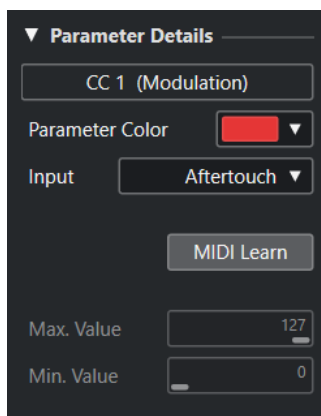 ▼ Parameter Details
CC 1 (Modulation)
Parameter Color
Input Aftertouch ▼
MIDI Learn
Max. Value 127
Min. Value 0